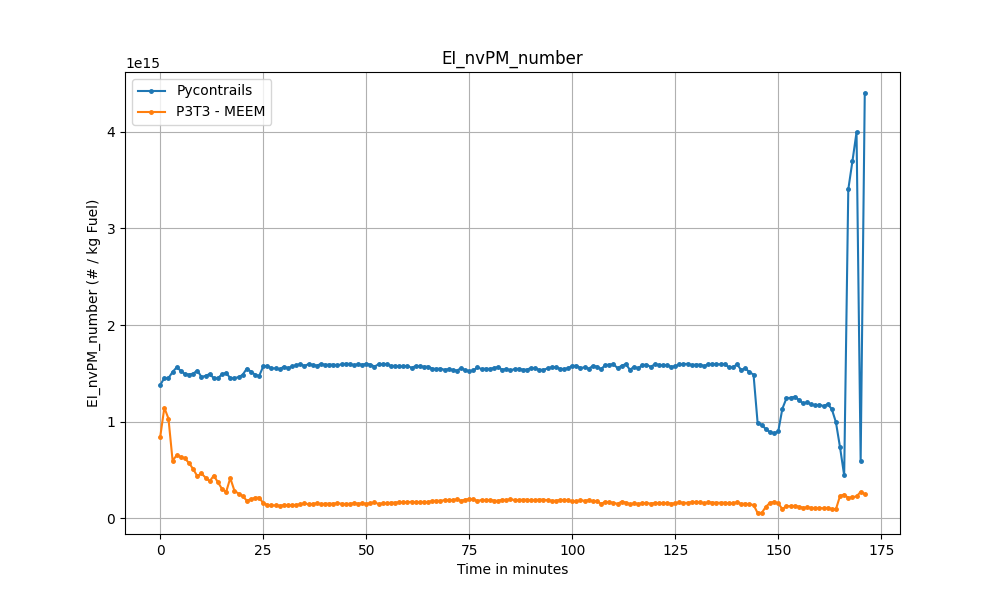 EI_nvPM_number
1e15
Pycontrails
P3T3 - MEEM
EI_nvPM_number (# / kg Fuel)
4
3
2
1
0
0 25 50 75 100 125 150 175
Time in minutes